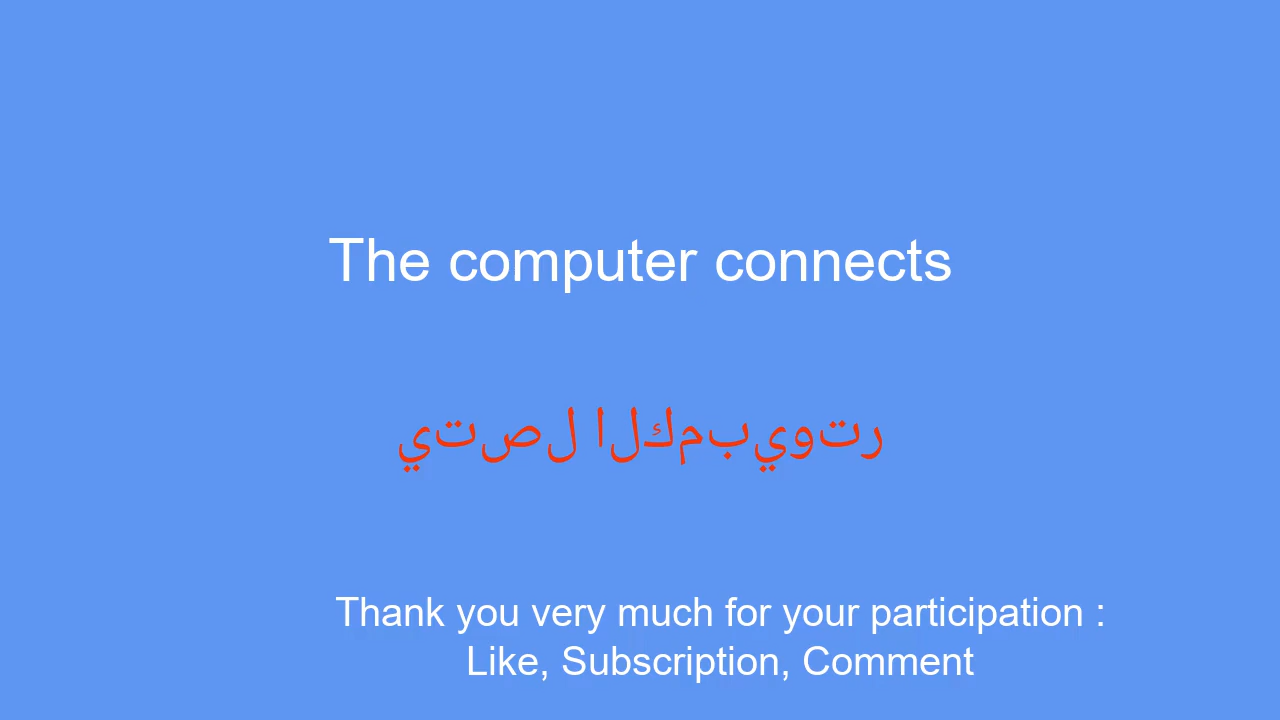 The computer connects
يتصل الكمبيوتر
Thank you very much for your participation :
Like, Subscription, Comment